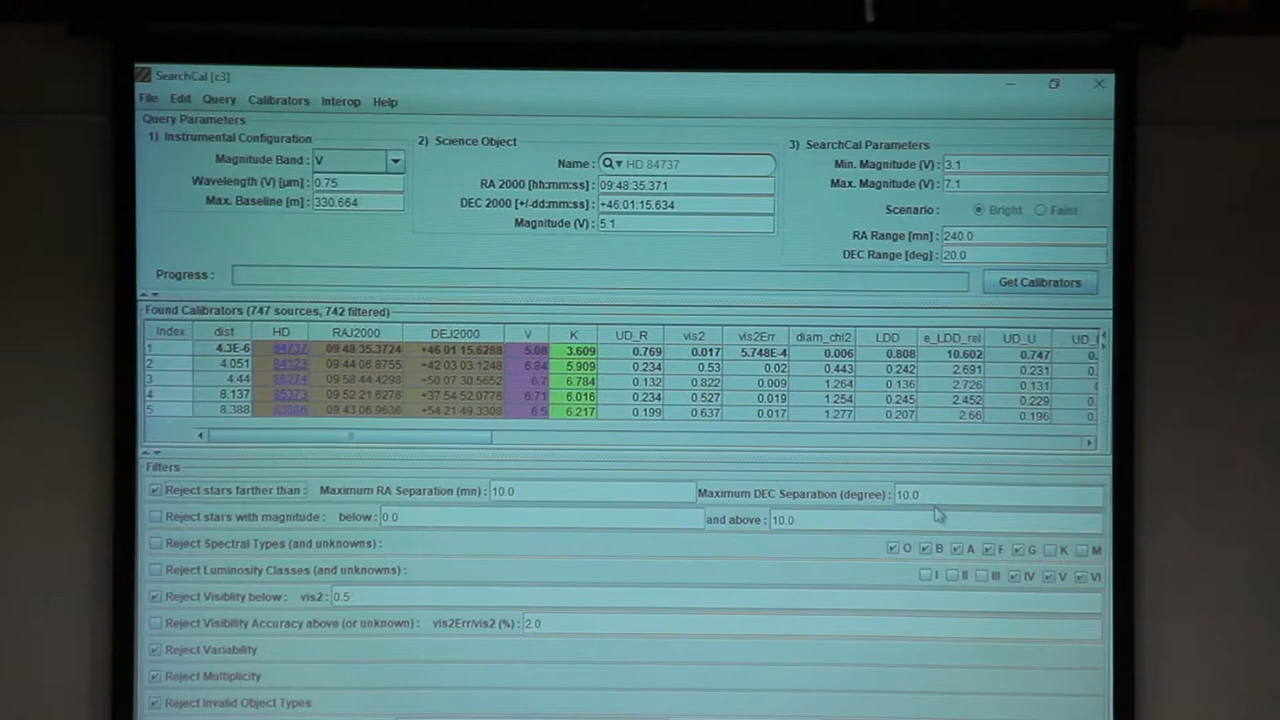 SearchCal [c3]
File Edit Query Calibrators Interop Help
Query Parameters
1) Instrumental Configuration
Magnitude Band : V
Wavelength (V) [µm] : 0.75
Max. Baseline [m] : 330.664
2) Science Object
Name : HD 84737
RA 2000 [hh:mm:ss] : 09:48:35.371
DEC 2000 [+/-dd:mm:ss] : +46:01:15.634
Magnitude (V) : 5.1
3) SearchCal Parameters
Min. Magnitude (V) : 3.1
Max. Magnitude (V) : 7.1
Scenario : Bright Faint
RA Range [mn] : 240.0
DEC Range [deg] : 20.0
Progress : Get Calibrators
Found Calibrators (747 sources, 742 filtered)
Index dist HD RAJ2000 DEJ2000 V K UD_R vis2 vis2Err diam_chi2 LDD e_LDD_rel UD_U UD_
1 4.3E-6 84737 09 48 35.3724 +46 01 15.6288 5.08 3.609 0.769 0.017 5.748E-4 0.006 0.808 10.602 0.747 0.
2 4.051 84123 09 44 06.8755 +42 03 03.1248 6.84 5.909 0.234 0.53 0.02 0.443 0.242 2.691 0.231 0.
3 4.44 86274 09 58 44.4298 +50 07 30.5652 6.7 6.784 0.132 0.822 0.009 1.264 0.136 2.726 0.131
4 8.137 85373 09 52 21.6276 +37 54 52.0776 6.71 6.016 0.234 0.527 0.019 1.254 0.245 2.452 0.229 0.
5 8.388 09 43 06.9636 +54 21 49.3308 6.5 6.217 0.199 0.637 0.017 1.277 0.207 2.66 0.196 0.
Filters
Reject stars farther than : Maximum RA Separation (mn) : 10.0 Maximum DEC Separation (degree) : 10.0
Reject stars with magnitude : below : 0.0 and above : 10.0
Reject Spectral Types (and unknowns) : O B A F G K M
Reject Luminosity Classes (and unknowns) : I II III IV V VI
Reject Visiblity below : vis2 : 0.5
Reject Visibility Accuracy above (or unknown) : vis2Err/vis2 (%) : 2.0
Reject Variability
Reject Multiplicity
Reject Invalid Object Types